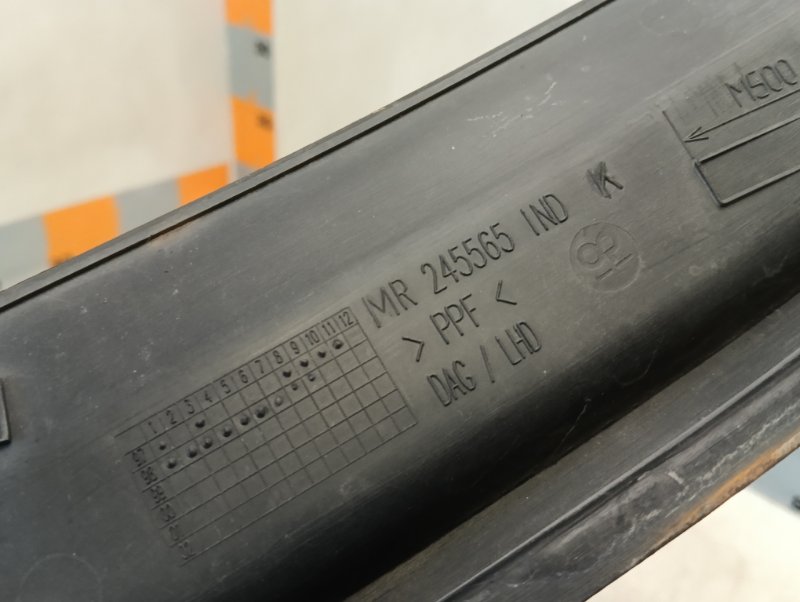 M500
MR 245565 IND K
> PPF <
DAG / LHD
1 2 3 4 5 6 7 8 9 10 11 12